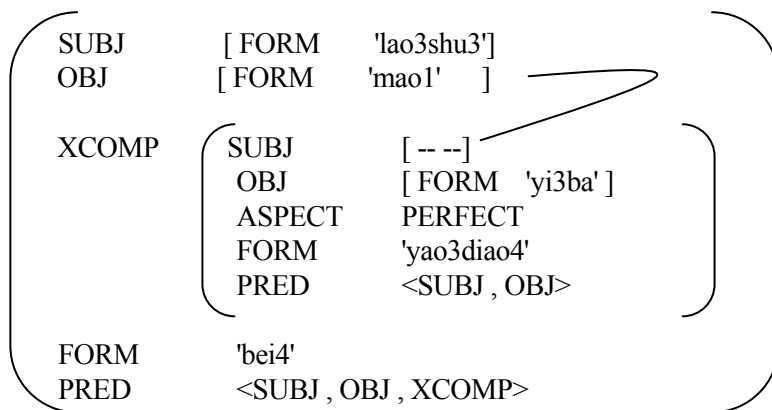 SUBJ [ FORM 'lao3shu3']
OBJ [ FORM 'mao1' ]
XCOMP SUBJ [ -- --]
OBJ [ FORM 'yi3ba' ]
ASPECT PERFECT
FORM 'yao3diao4'
PRED <SUBJ , OBJ>
FORM 'bei4'
PRED <SUBJ , OBJ , XCOMP>